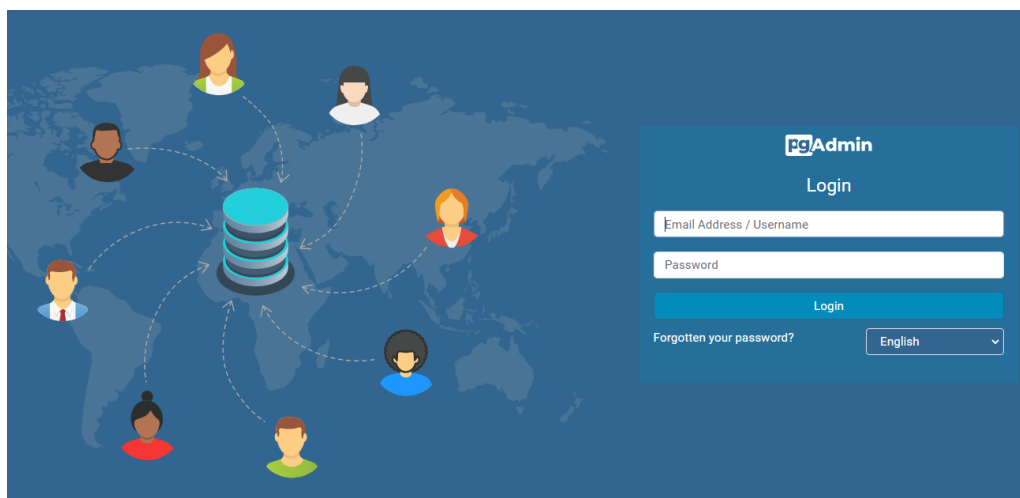 pgAdmin
Login
Email Address / Username
Password
Login
Forgotten your password?
English